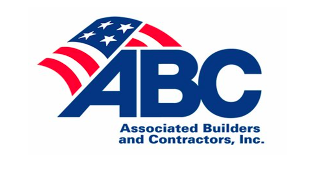 ABC
Associated Builders
and Contractors, Inc.